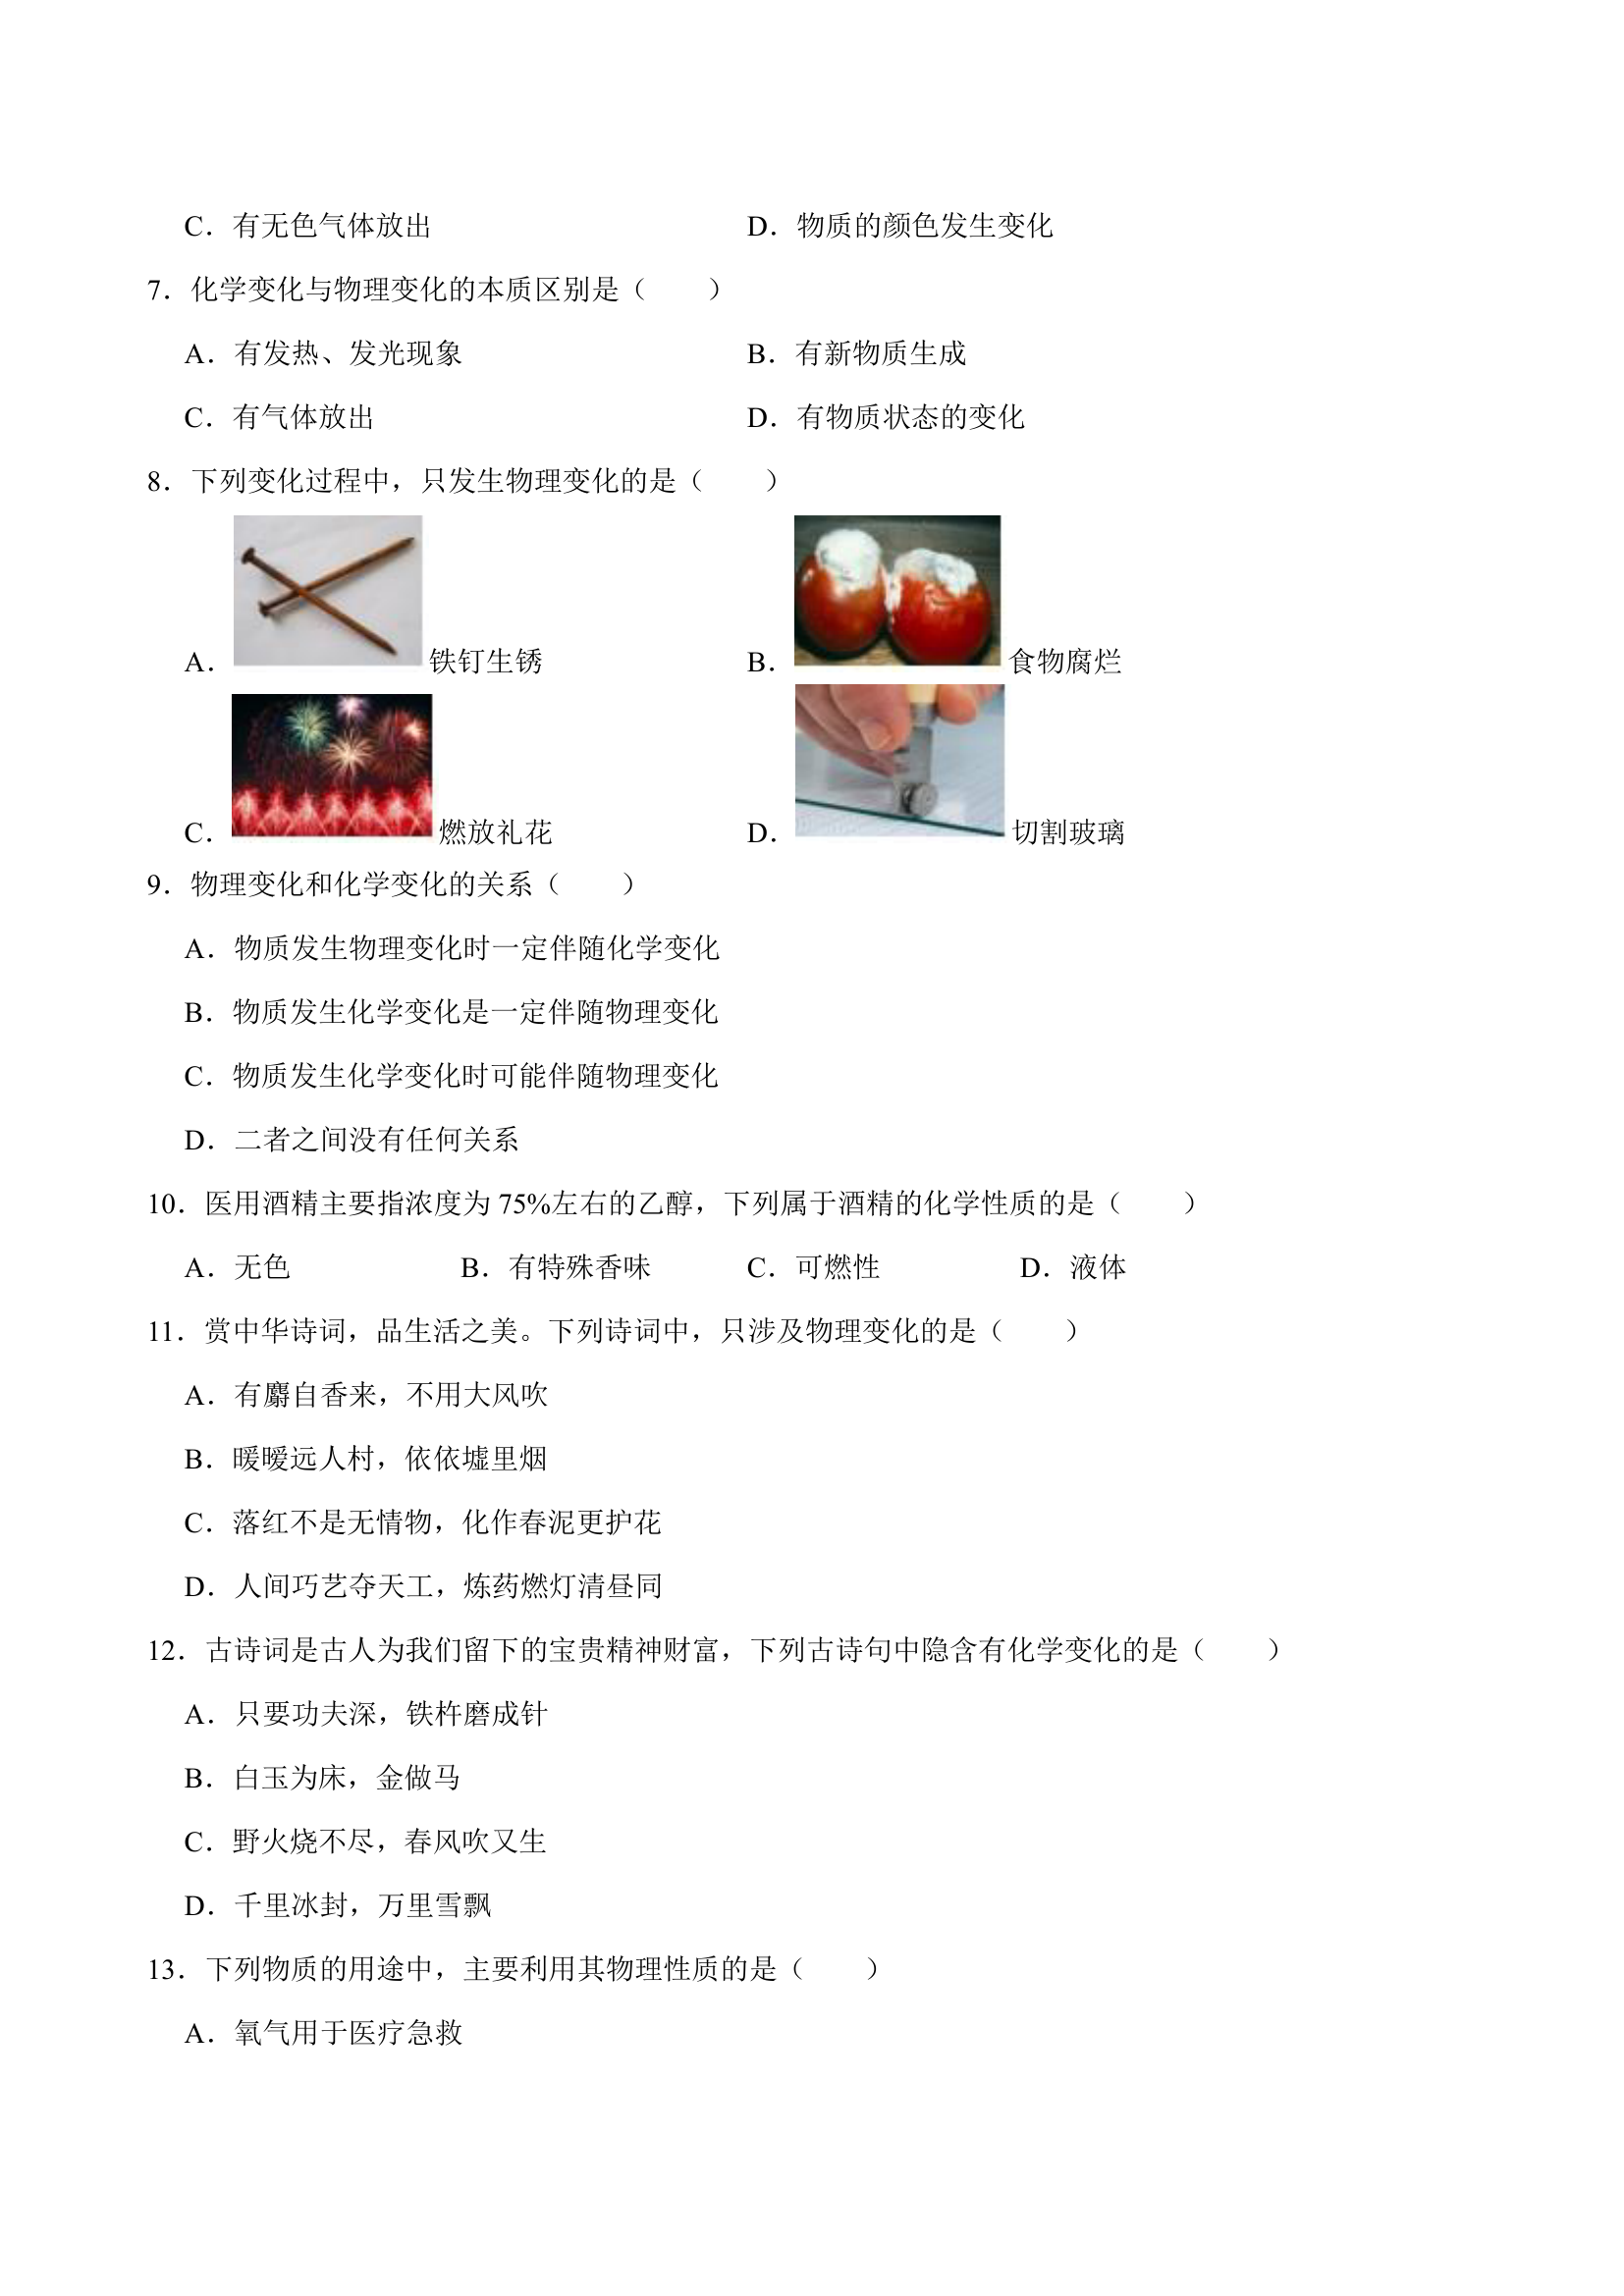 C．有无色气体放出 D．物质的颜色发生变化
7．化学变化与物理变化的本质区别是（　　）
A．有发热、发光现象 B．有新物质生成
C．有气体放出 D．有物质状态的变化
8．下列变化过程中，只发生物理变化的是（　　）
A．铁钉生锈 B．食物腐烂
C．燃放礼花 D．切割玻璃
9．物理变化和化学变化的关系（　　）
A．物质发生物理变化时一定伴随化学变化
B．物质发生化学变化是一定伴随物理变化
C．物质发生化学变化时可能伴随物理变化
D．二者之间没有任何关系
10．医用酒精主要指浓度为 75%左右的乙醇，下列属于酒精的化学性质的是（　　）
A．无色 B．有特殊香味 C．可燃性 D．液体
11．赏中华诗词，品生活之美。下列诗词中，只涉及物理变化的是（　　）
A．有麝自香来，不用大风吹
B．暖暧远人村，依依墟里烟
C．落红不是无情物，化作春泥更护花
D．人间巧艺夺天工，炼药燃灯清昼同
12．古诗词是古人为我们留下的宝贵精神财富，下列古诗句中隐含有化学变化的是（　　）
A．只要功夫深，铁杵磨成针
B．白玉为床，金做马
C．野火烧不尽，春风吹又生
D．千里冰封，万里雪飘
13．下列物质的用途中，主要利用其物理性质的是（　　）
A．氧气用于医疗急救